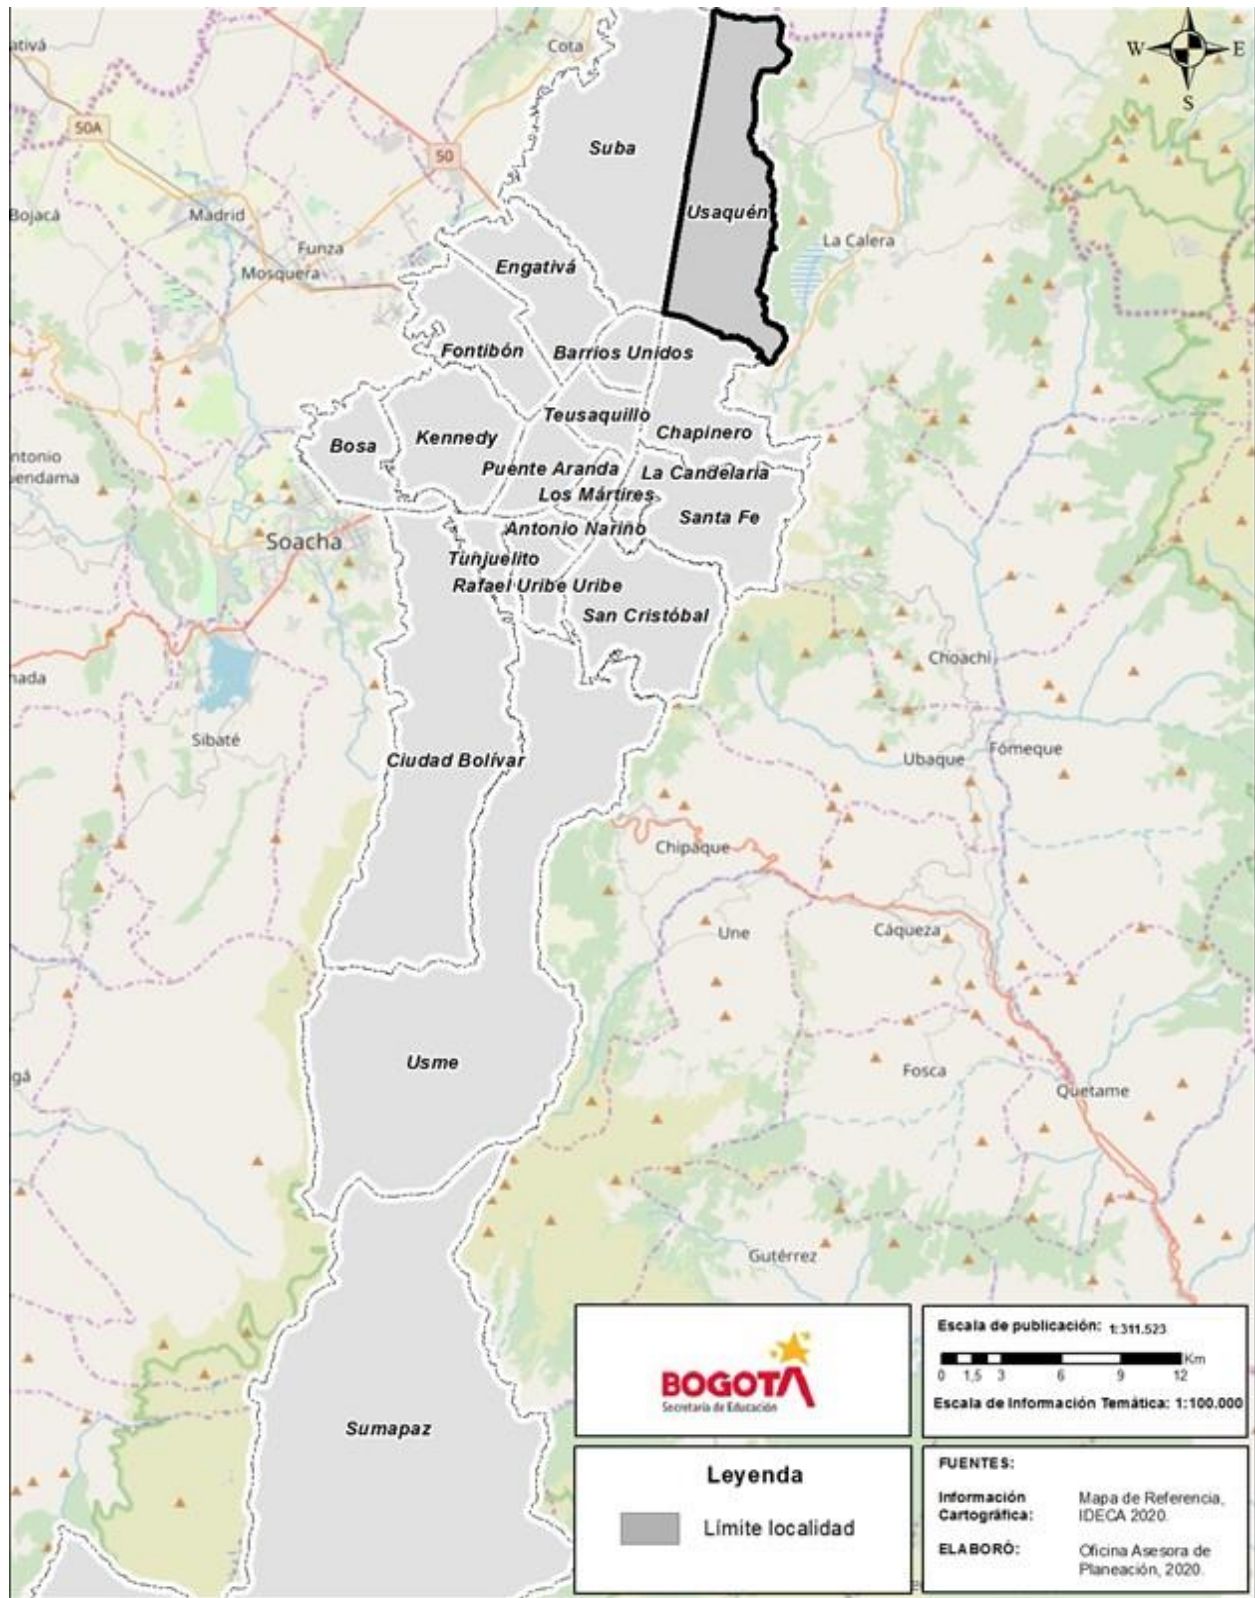 W
E
S
Cota
50A
50
Suba
Bojacá
Madrid
Usaquén
Funza
La Calera
Mosquera
Engativá
Fontibón
Barrios Unidos
Teusaquillo
Chapinero
Bosa
Kennedy
Puente Aranda
La Candelaria
Los Mártires
Santa Fe
Antonio Nariño
Soacha
Tunjuelito
Rafael Uribe Uribe
San Cristóbal
Choachí
Sibaté
Ciudad Bolívar
Ubaque
Fómeque
Chipaque
Une
Cáqueza
Usme
Fosca
Quetame
Gutérrez
Sumapaz
BOGOTÁ
Secretaría de Educación
Escala de publicación: 1:311.523
Km
0 1,5 3 6 9 12
Escala de Información Temática: 1:100.000
Leyenda
Límite localidad
FUENTES:
Información Mapa de Referencia,
Cartográfica: IDECA 2020.
ELABORÓ: Oficina Asesora de
Planeación, 2020.